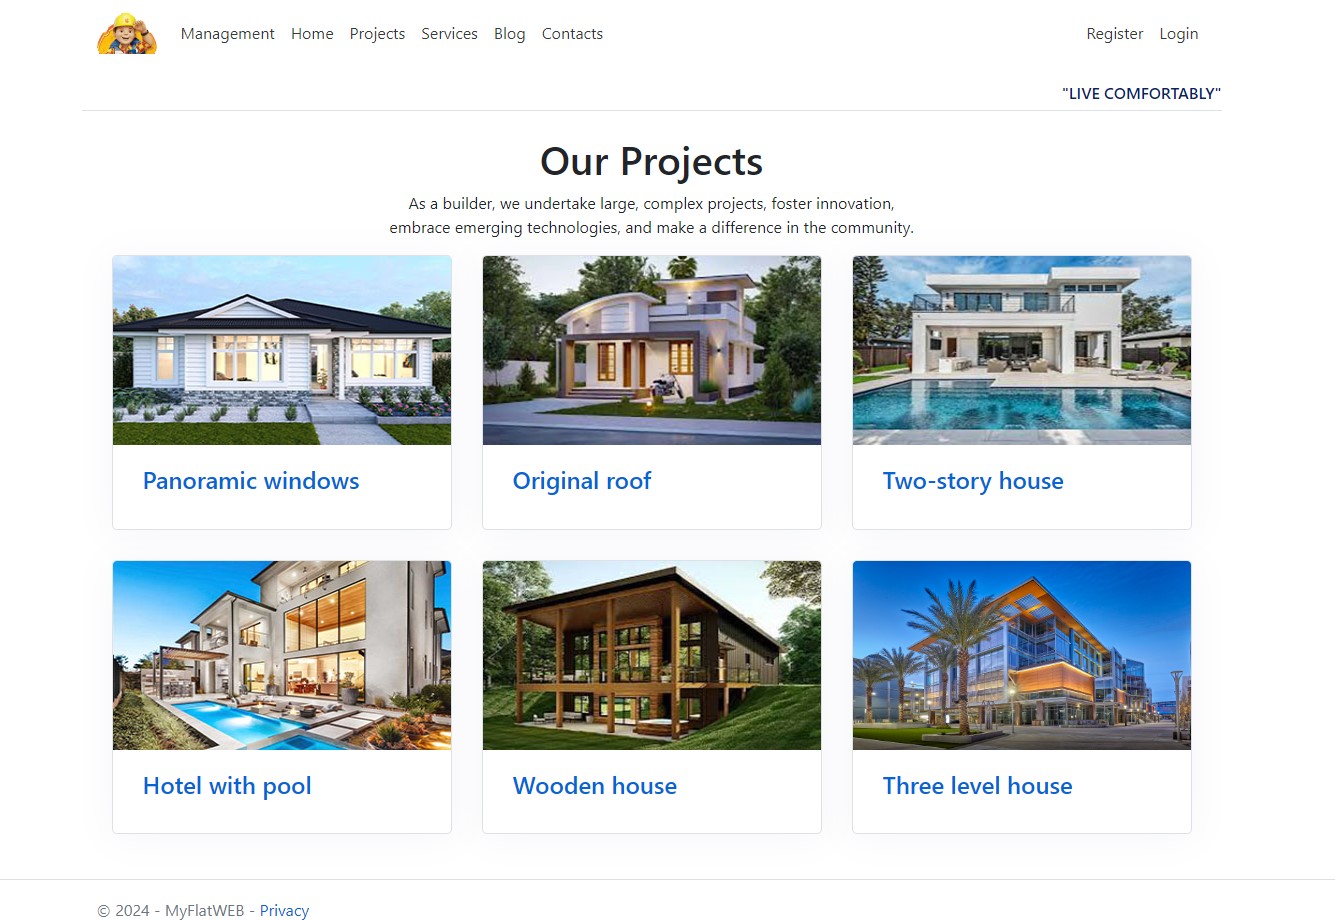 Management Home Projects Services Blog Contacts Register Login
"LIVE COMFORTABLY"
Our Projects
As a builder, we undertake large, complex projects, foster innovation,
embrace emerging technologies, and make a difference in the community.
Panoramic windows
Original roof
Two-story house
Hotel with pool
Wooden house
Three level house
© 2024 - MyFlatWEB - Privacy